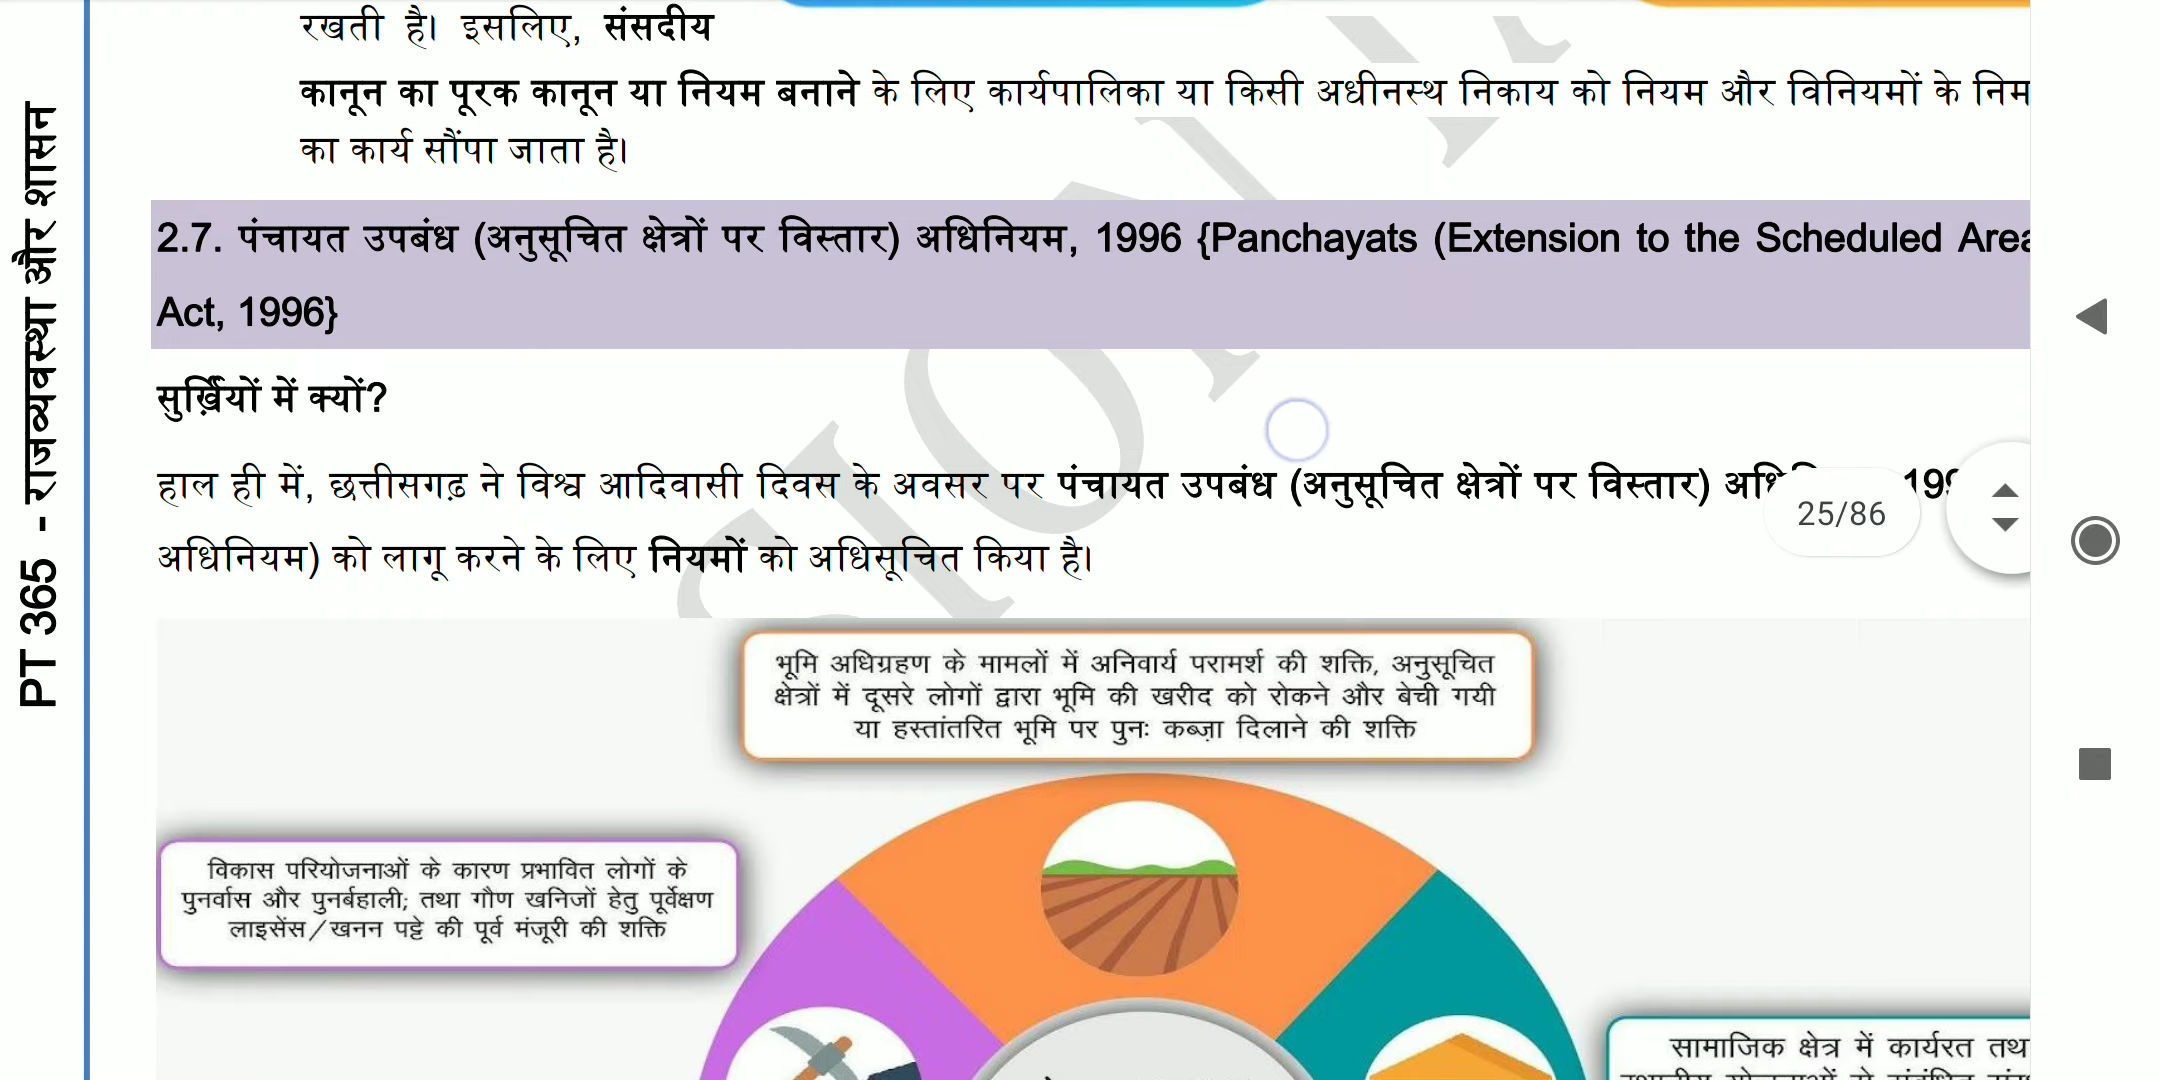 रखती है। इसलिए, संसदीय
कानून का पूरक कानून या नियम बनाने के लिए कार्यपालिका या किसी अधीनस्थ निकाय को नियम और विनियमों के निम
का कार्य सौंपा जाता है।
2.7. पंचायत उपबंध (अनुसूचित क्षेत्रों पर विस्तार) अधिनियम, 1996 {Panchayats (Extension to the Scheduled Area
Act, 1996}
सुर्ख़ियों में क्यों?
हाल ही में, छत्तीसगढ़ ने विश्व आदिवासी दिवस के अवसर पर पंचायत उपबंध (अनुसूचित क्षेत्रों पर विस्तार)
25/86
अधिनियम) को लागू करने के लिए नियमों को अधिसूचित किया है।
भूमि अधिग्रहण के मामलों में अनिवार्य परामर्श की शक्ति, अनुसूचित
क्षेत्रों में दूसरे लोगों द्वारा भूमि की खरीद को रोकने और बेची गयी
या हस्तांतरित भूमि पर पुनः कब्ज़ा दिलाने की शक्ति
विकास परियोजनाओं के कारण प्रभावित लोगों के
पुनर्वास और पुनर्बहाली; तथा गौण खनिजों हेतु पूर्वेक्षण
लाइसेंस/खनन पट्टे की पूर्व मंजूरी की शक्ति
सामाजिक क्षेत्र में कार्यरत तथ
PT 365 - राजव्यवस्था और शासन